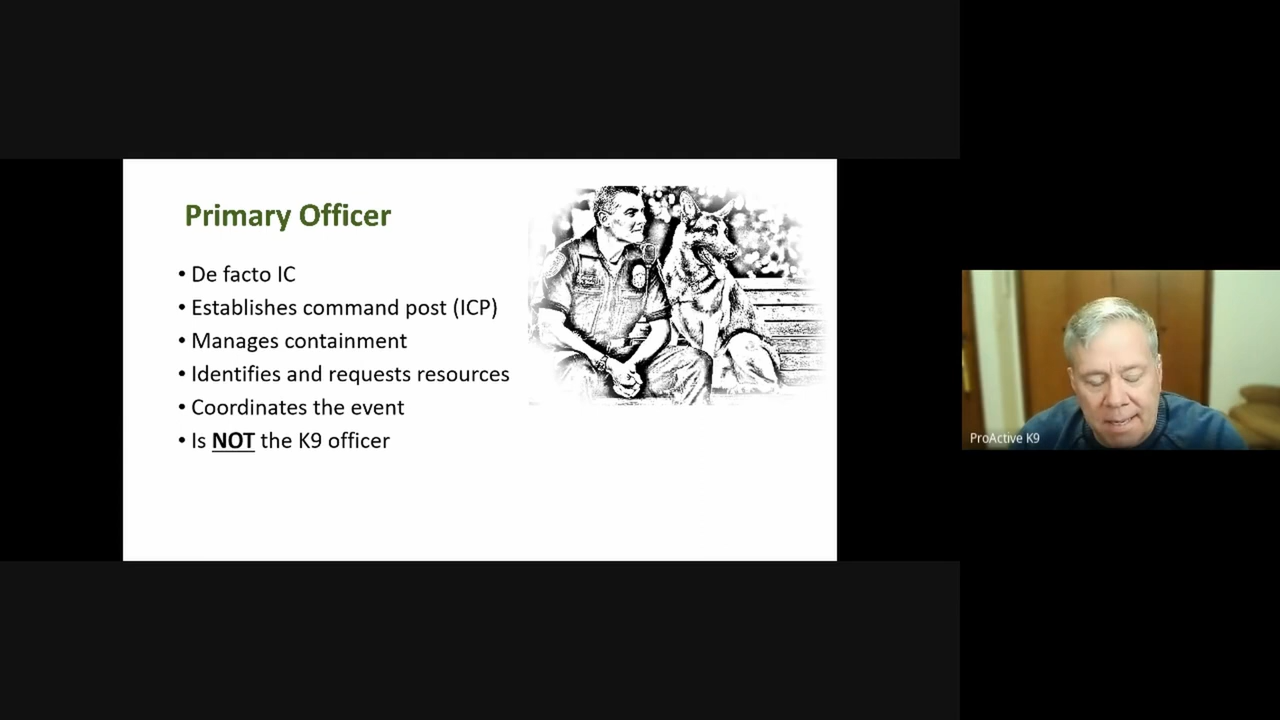 Primary Officer
• De facto IC
• Establishes command post (ICP)
• Manages containment
• Identifies and requests resources
• Coordinates the event
• Is NOT the K9 officer
ProActive K9